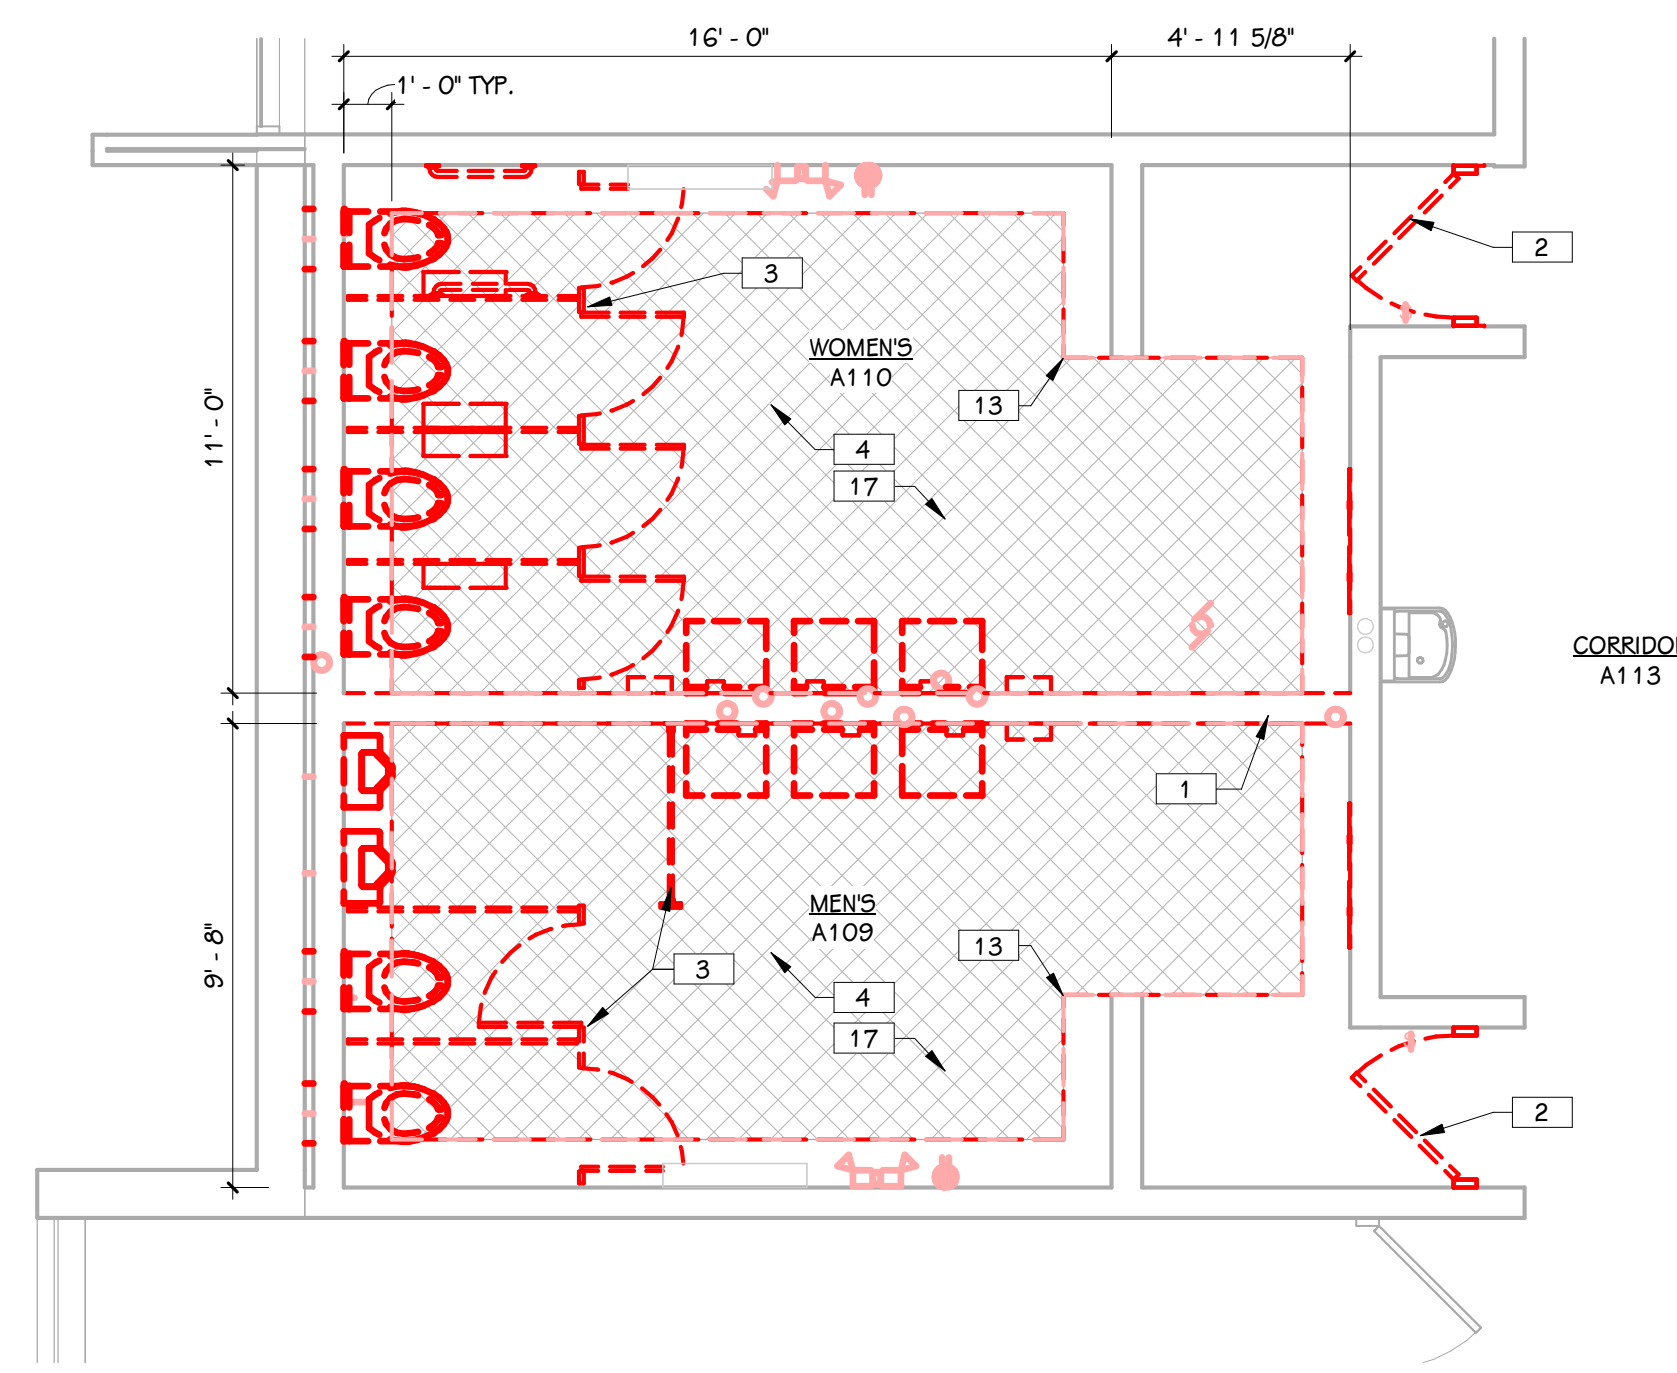 16' - 0"
4' - 11 5/8"
1' - 0" TYP.
2
3
WOMEN'S
A110
13
11' - 0"
4
17
CORRIDO
A113
1
MEN'S
A109
13
9' - 8"
3
4
17
2